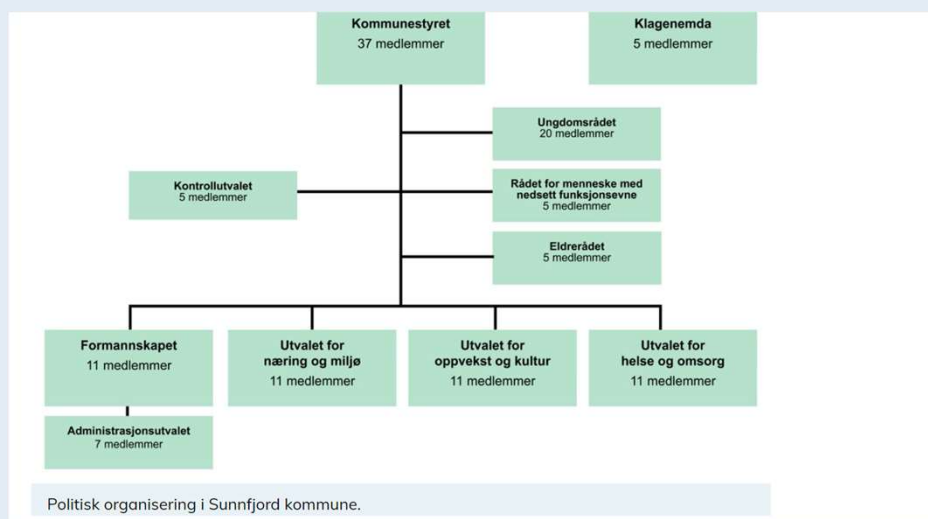 Kommunestyret
37 medlemmer
Klagenemda
5 medlemmer
Ungdomsrådet
20 medlemmer
Kontrollutvalet
5 medlemmer
Rådet for menneske med
nedsett funksjonsevne
5 medlemmer
Eldrerådet
5 medlemmer
Formannskapet
11 medlemmer
Utvalet for
næring og miljø
11 medlemmer
Utvalet for
oppvekst og kultur
11 medlemmer
Utvalet for
helse og omsorg
11 medlemmer
Administrasjonsutvalet
7 medlemmer
Politisk organisering i Sunnfjord kommune.